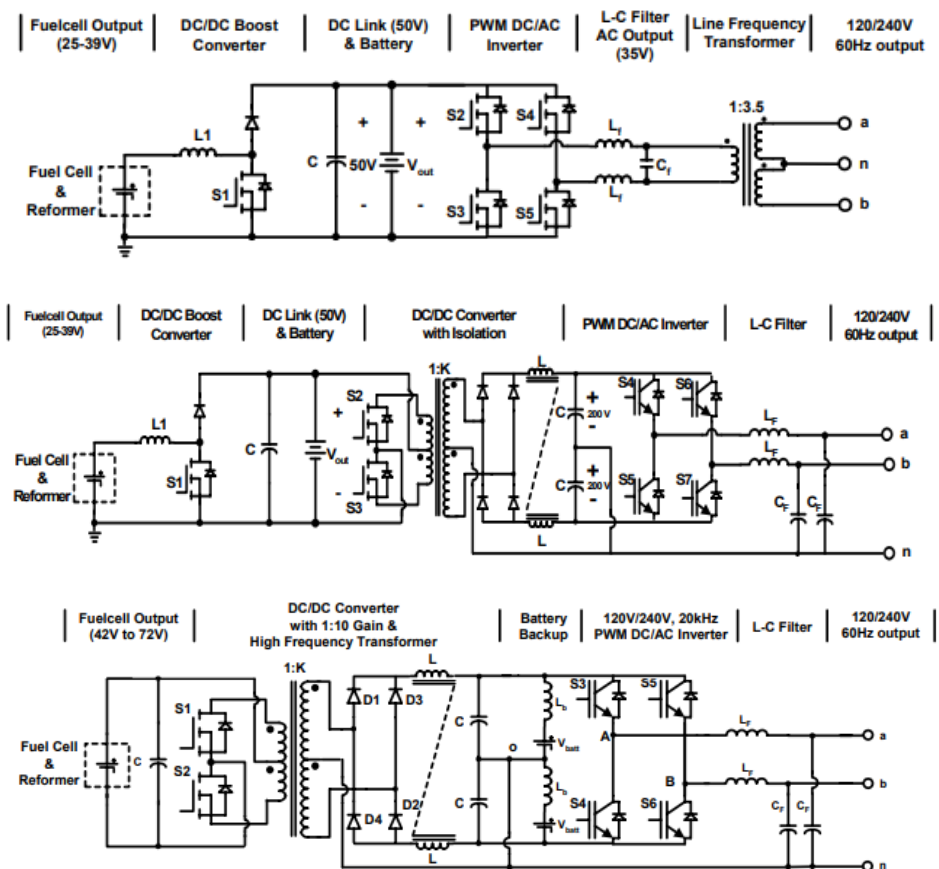 Fuelcell Output
(25-39V)
DC/DC Boost
Converter
DC Link (50V)
& Battery
PWM DC/AC
Inverter
L-C Filter
AC Output
(35V)
Line Frequency
Transformer
120/240V
60Hz output
S2
S4
1:3.5
L1
Lf
a
Fuel Cell
&
Reformer
C
+
+
50V
Vout
-
-
Cf
n
S1
S3
S5
Lf
b
Fuelcell Output
(25-39V)
DC/DC Boost
Converter
DC Link (50V)
& Battery
DC/DC Converter
with Isolation
PWM DC/AC Inverter
L-C Filter
120/240V
60Hz output
1:K
L
S2
S4
S6
+
C
+
200 V
-
LF
a
L1
Fuel Cell
&
Reformer
C
Vout
LF
b
S1
-
S3
C
+
200 V
-
S5
S7
CF
CF
L
n
Fuelcell Output
(42V to 72V)
DC/DC Converter
with 1:10 Gain &
High Frequency Transformer
Battery
Backup
120V/240V, 20kHz
PWM DC/AC Inverter
L-C Filter
120/240V
60Hz output
1:K
L
S1
D1
D3
C
Lb
S3
S5
A
LF
a
Fuel Cell
&
Reformer
C
o
Vbatt
S2
B
LF
b
D4
D2
C
Lb
S4
S6
Vbatt
CF
CF
L
n